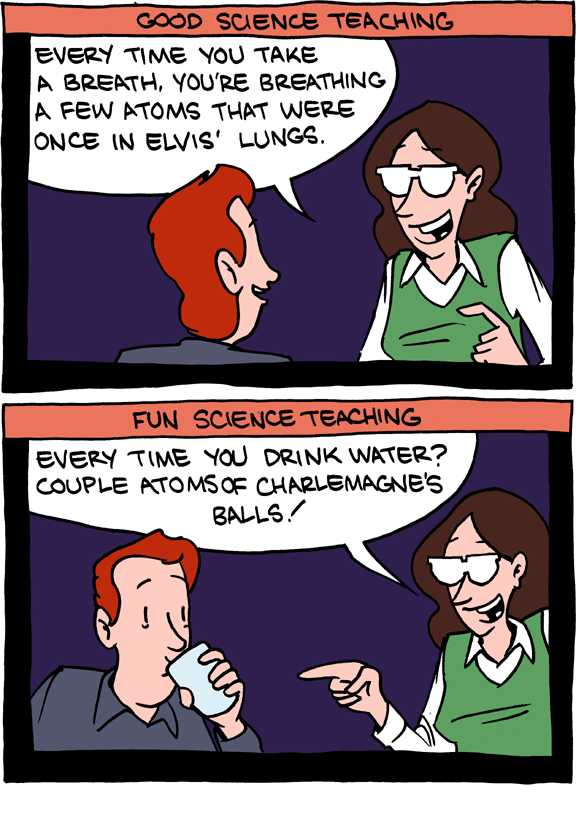 GOOD SCIENCE TEACHING
EVERY TIME YOU TAKE
A BREATH, YOU'RE BREATHING
A FEW ATOMS THAT WERE
ONCE IN ELVIS' LUNGS.
FUN SCIENCE TEACHING
EVERY TIME YOU DRINK WATER?
COUPLE ATOMS OF CHARLEMAGNE'S
BALLS!